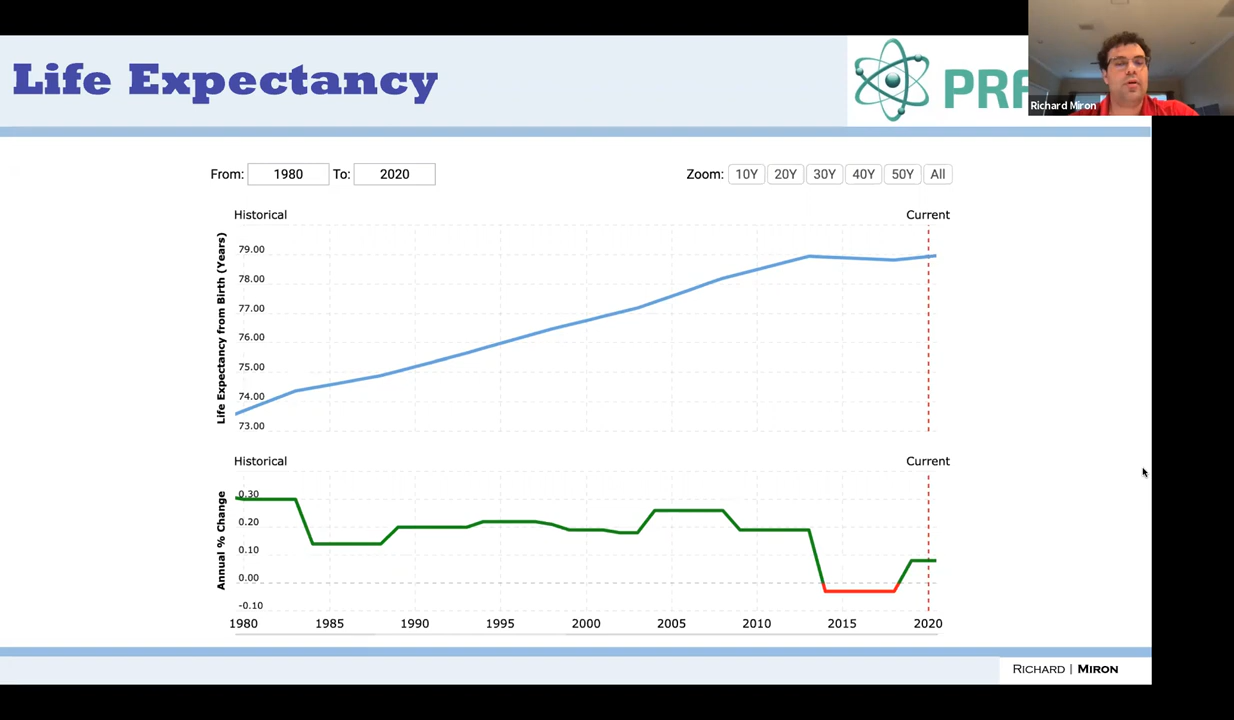 Life Expectancy
PRF
Richard Miron
From: 1980 To: 2020
Zoom: 10Y 20Y 30Y 40Y 50Y All
Historical Current
Life Expectancy from Birth (Years)
79.00
78.00
77.00
76.00
75.00
74.00
73.00
Historical Current
Annual % Change
0.30
0.20
0.10
0.00
-0.10
1980 1985 1990 1995 2000 2005 2010 2015 2020
RICHARD | MIRON